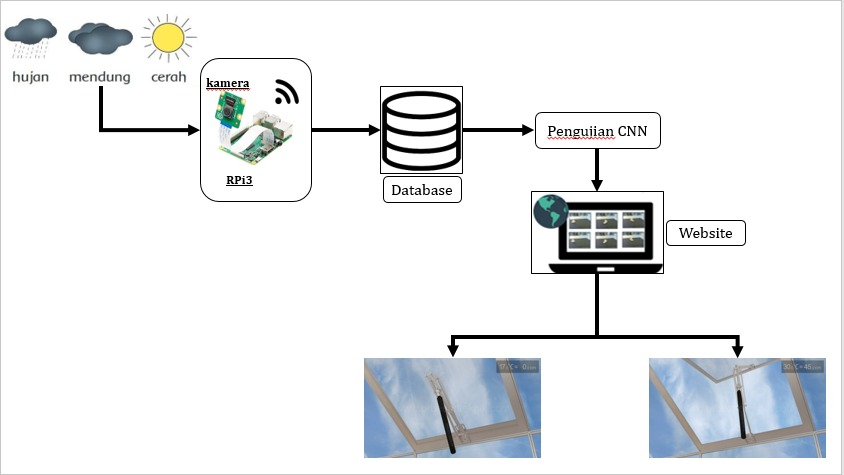 hujan
mendung
cerah
kamera
RPi3
Database
Pengujian CNN
Website